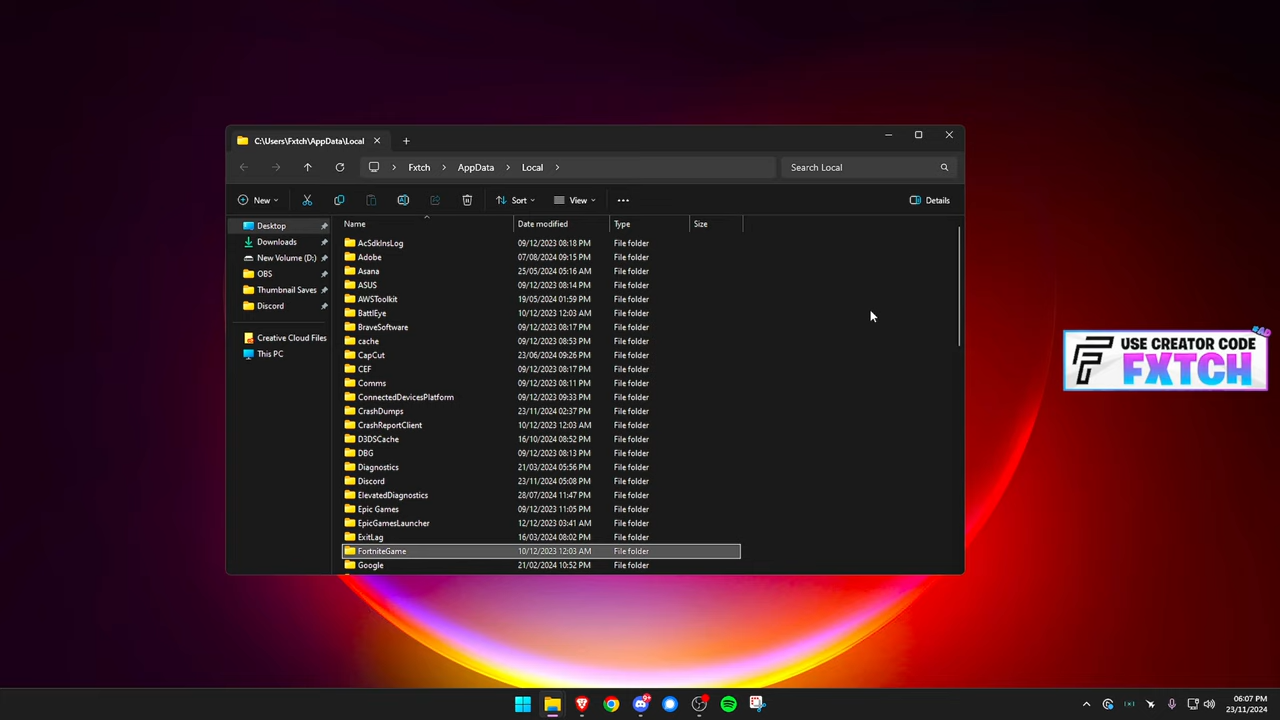 C:\Users\Fxtch\AppData\Local
Fxtch
AppData
Local
Search Local
New
Sort
View
Details
Name Date modified Type Size
Desktop
Downloads
New Volume (D:)
OBS
Thumbnail Saves
Discord
Creative Cloud Files
This PC
AcSdkInsLog 09/12/2023 08:18 PM File folder
Adobe 07/08/2024 09:15 PM File folder
Asana 25/05/2024 05:16 AM File folder
ASUS 09/12/2023 08:14 PM File folder
AWSToolkit 19/05/2024 01:59 PM File folder
BattlEye 10/12/2023 12:03 AM File folder
BraveSoftware 09/12/2023 08:17 PM File folder
cache 09/12/2023 08:53 PM File folder
CapCut 23/06/2024 09:26 PM File folder
CEF 09/12/2023 08:17 PM File folder
Comms 09/12/2023 08:11 PM File folder
ConnectedDevicesPlatform 09/12/2023 09:33 PM File folder
CrashDumps 23/11/2024 02:37 PM File folder
CrashReportClient 10/12/2023 12:03 AM File folder
D3DSCache 16/10/2024 08:52 PM File folder
DBG 09/12/2023 08:13 PM File folder
Diagnostics 21/03/2024 05:56 PM File folder
Discord 23/11/2024 05:08 PM File folder
ElevatedDiagnostics 28/07/2024 11:47 PM File folder
Epic Games 09/12/2023 11:05 PM File folder
EpicGamesLauncher 12/12/2023 03:41 AM File folder
ExitLag 16/03/2024 08:02 PM File folder
FortniteGame 10/12/2023 12:03 AM File folder
Google 21/02/2024 10:52 PM File folder
#AD
USE CREATOR CODE
FXTCH
06:07 PM
23/11/2024